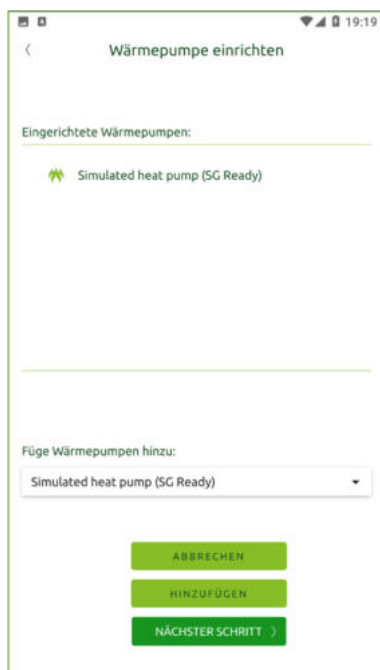 19:19
Wärmepumpe einrichten
Eingerichtete Wärmepumpen:
Simulated heat pump (SG Ready)
Füge Wärmepumpen hinzu:
Simulated heat pump (SG Ready)
ABBRECHEN
HINZUFÜGEN
NÄCHSTER SCHRITT